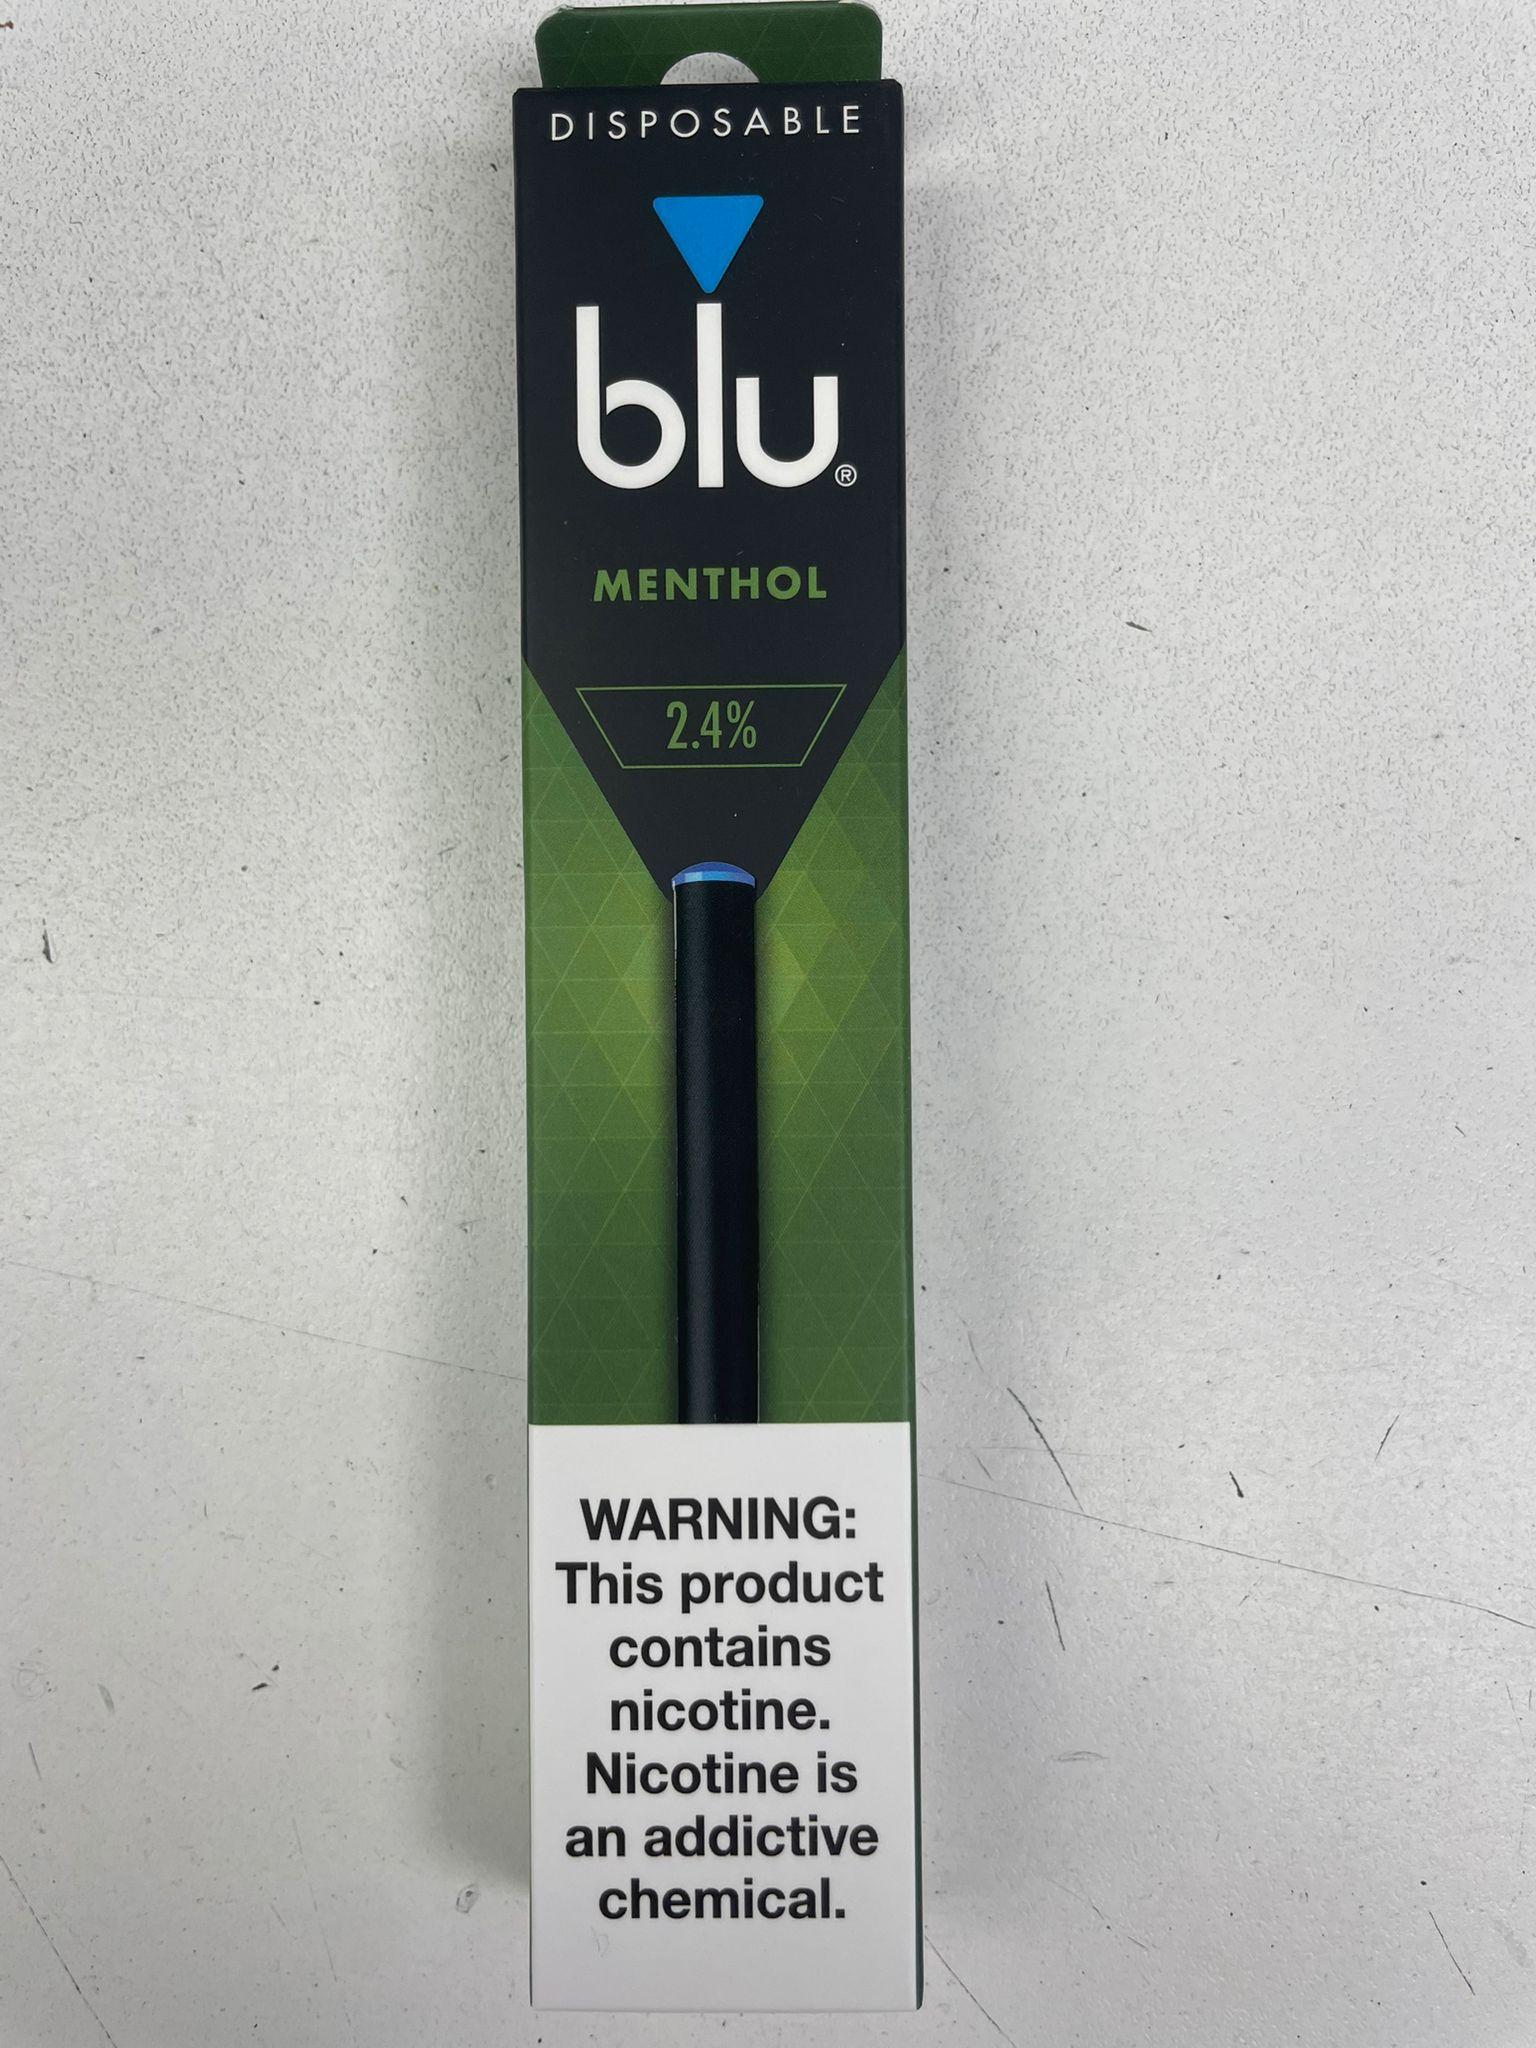 DISPOSABLE
blu®
MENTHOL
2.4%
WARNING:
This product
contains
nicotine.
Nicotine is
an addictive
chemical.